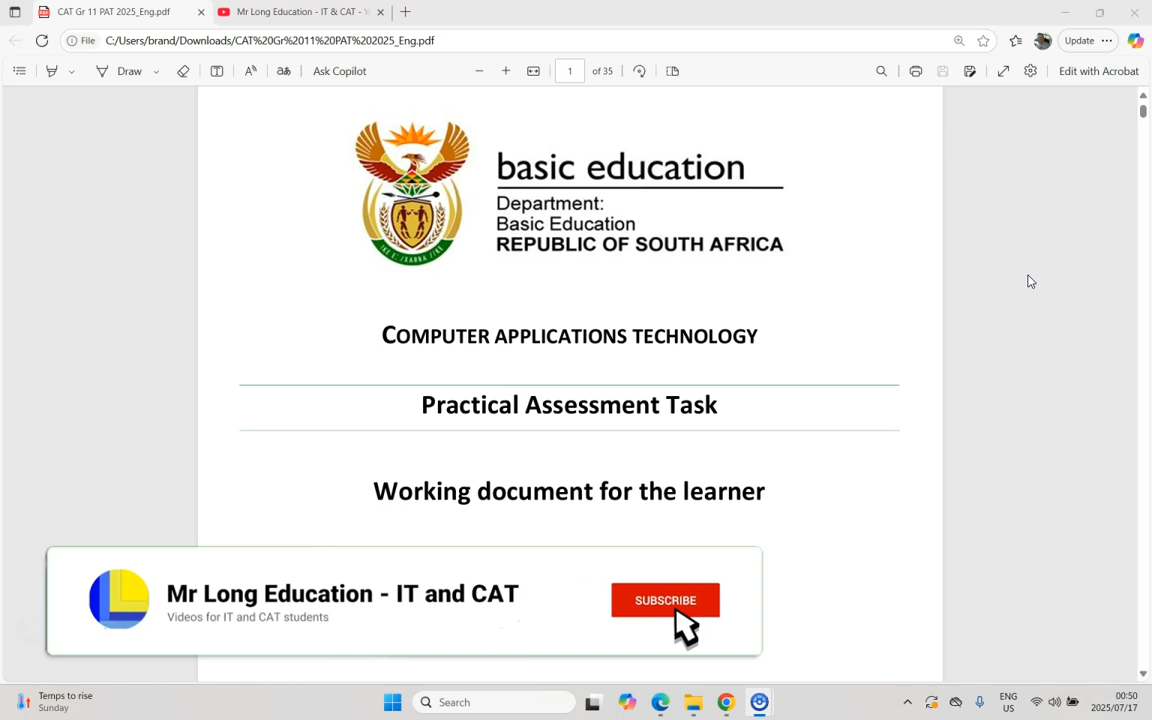 CAT Gr 11 PAT 2025_Eng.pdf
Mr Long Education - IT & CAT - Y
File
C:/Users/brand/Downloads/CAT%20Gr%2011%20PAT%202025_Eng.pdf
Update
Draw
Ask Copilot
1 of 35
Edit with Acrobat
basic education
Department:
Basic Education
REPUBLIC OF SOUTH AFRICA
COMPUTER APPLICATIONS TECHNOLOGY
Practical Assessment Task
Working document for the learner
Mr Long Education - IT and CAT
Videos for IT and CAT students
SUBSCRIBE
Temps to rise
Sunday
Search
ENG
US
00:50
2025/07/17